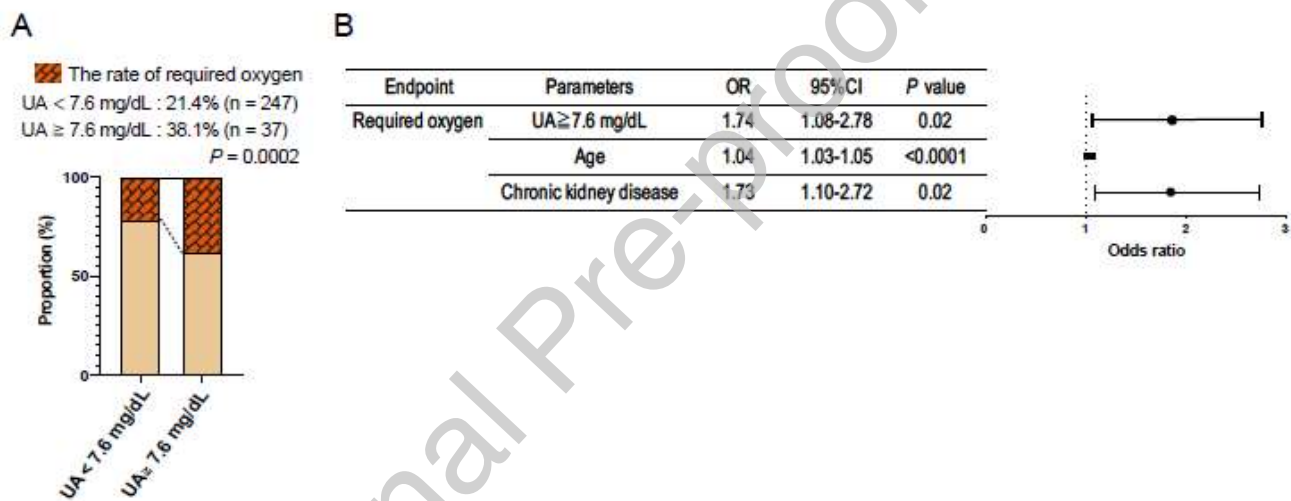 A
The rate of required oxygen
UA < 7.6 mg/dL : 21.4% (n = 247)
UA ≥ 7.6 mg/dL : 38.1% (n = 37)
P = 0.0002
100
50
0
Proportion (%)
UA< 7.6 mg/dL
UA≥ 7.6 mg/dL
B
Endpoint Parameters OR 95%CI P value
Required oxygen UA≧7.6 mg/dL 1.74 1.08-2.78 0.02
Age 1.04 1.03-1.05 <0.0001
Chronic kidney disease 1.73 1.10-2.72 0.02
0 1 2 3
Odds ratio
nal Pre-proof